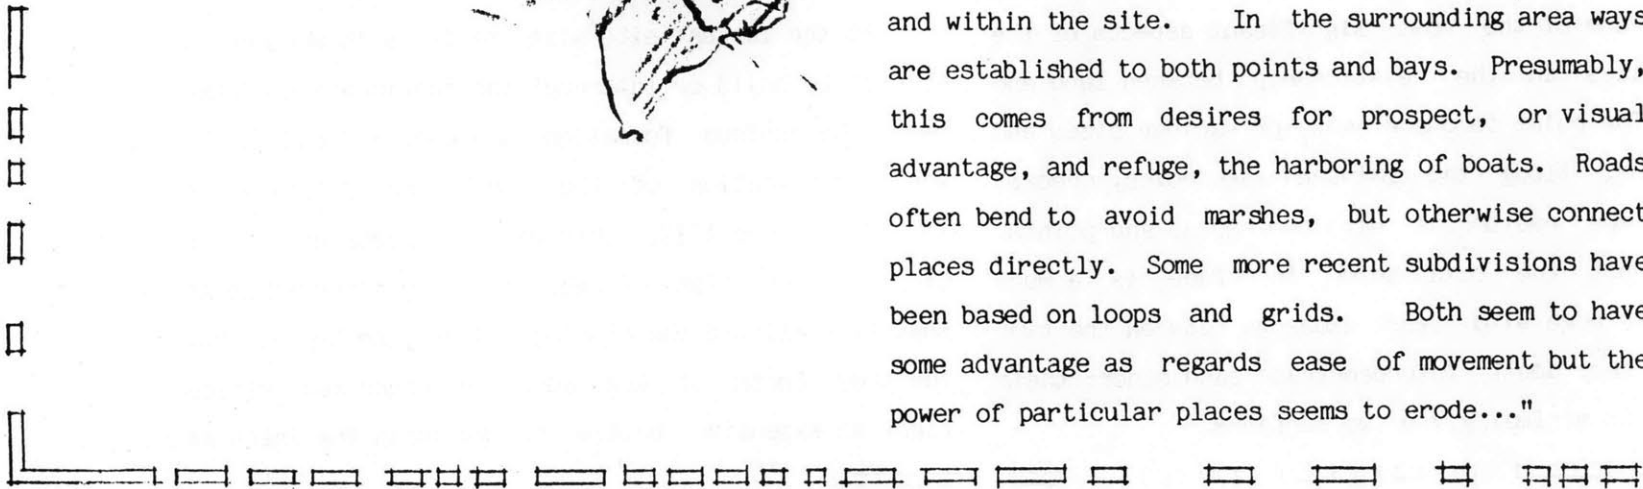 and within the site. In the surrounding area ways
are established to both points and bays. Presumably,
this comes from desires for prospect, or visual
advantage, and refuge, the harboring of boats. Roads
often bend to avoid marshes, but otherwise connect
places directly. Some more recent subdivisions have
been based on loops and grids. Both seem to have
some advantage as regards ease of movement but the
power of particular places seems to erode..."